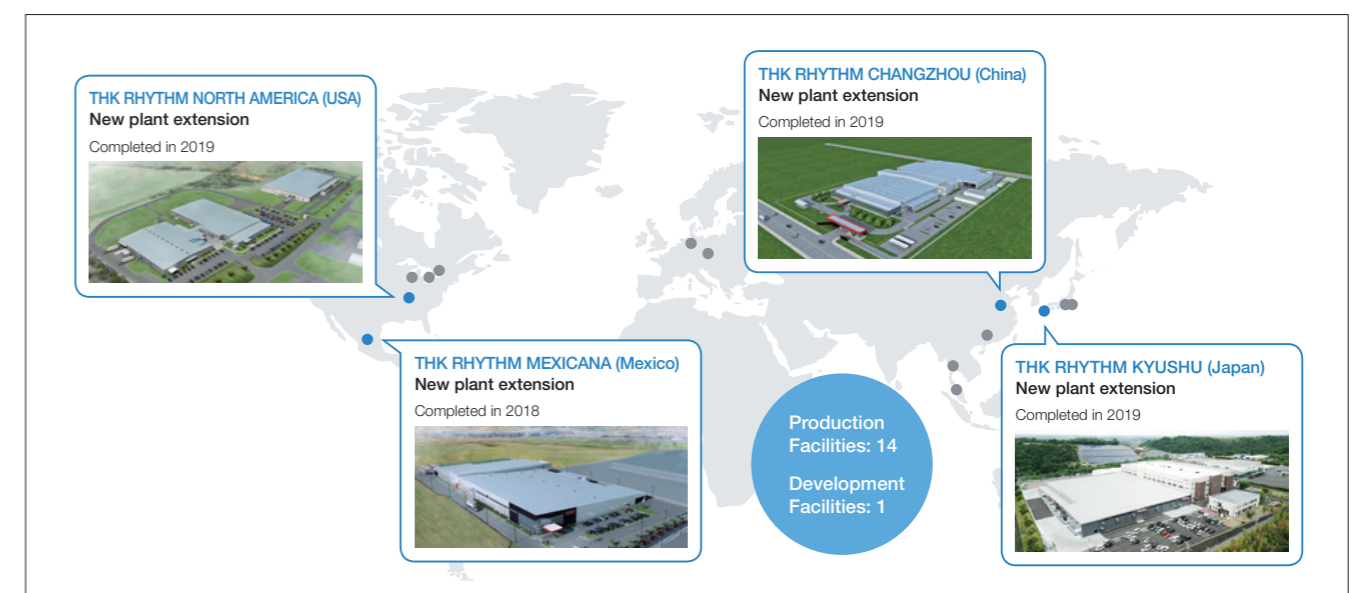 THK RHYTHM NORTH AMERICA (USA)
New plant extension
Completed in 2019
THK RHYTHM CHANGZHOU (China)
New plant extension
Completed in 2019
THK RHYTHM MEXICANA (Mexico)
New plant extension
Completed in 2018
Production
Facilities: 14
Development
Facilities: 1
THK RHYTHM KYUSHU (Japan)
New plant extension
Completed in 2019